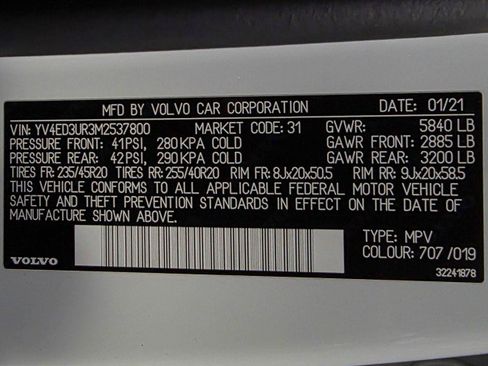 MFD BY VOLVO CAR CORPORATION DATE: 01/21
VIN: YV4ED3UR3M2537800 MARKET CODE: 31 GVWR: 5840 LB
PRESSURE FRONT: 41PSI, 280KPA COLD GAWR FRONT: 2885 LB
PRESSURE REAR: 42PSI, 290KPA COLD GAWR REAR: 3200 LB
TIRES FR: 235/45R20 TIRES RR: 255/40R20 RIM FR: 8Jx20x50.5 RIM RR: 9Jx20x58.5
THIS VEHICLE CONFORMS TO ALL APPLICABLE FEDERAL MOTOR VEHICLE
SAFETY AND THEFT PREVENTION STANDARDS IN EFFECT ON THE DATE OF
MANUFACTURE SHOWN ABOVE.
TYPE: MPV
COLOUR: 707/019
VOLVO 32241878